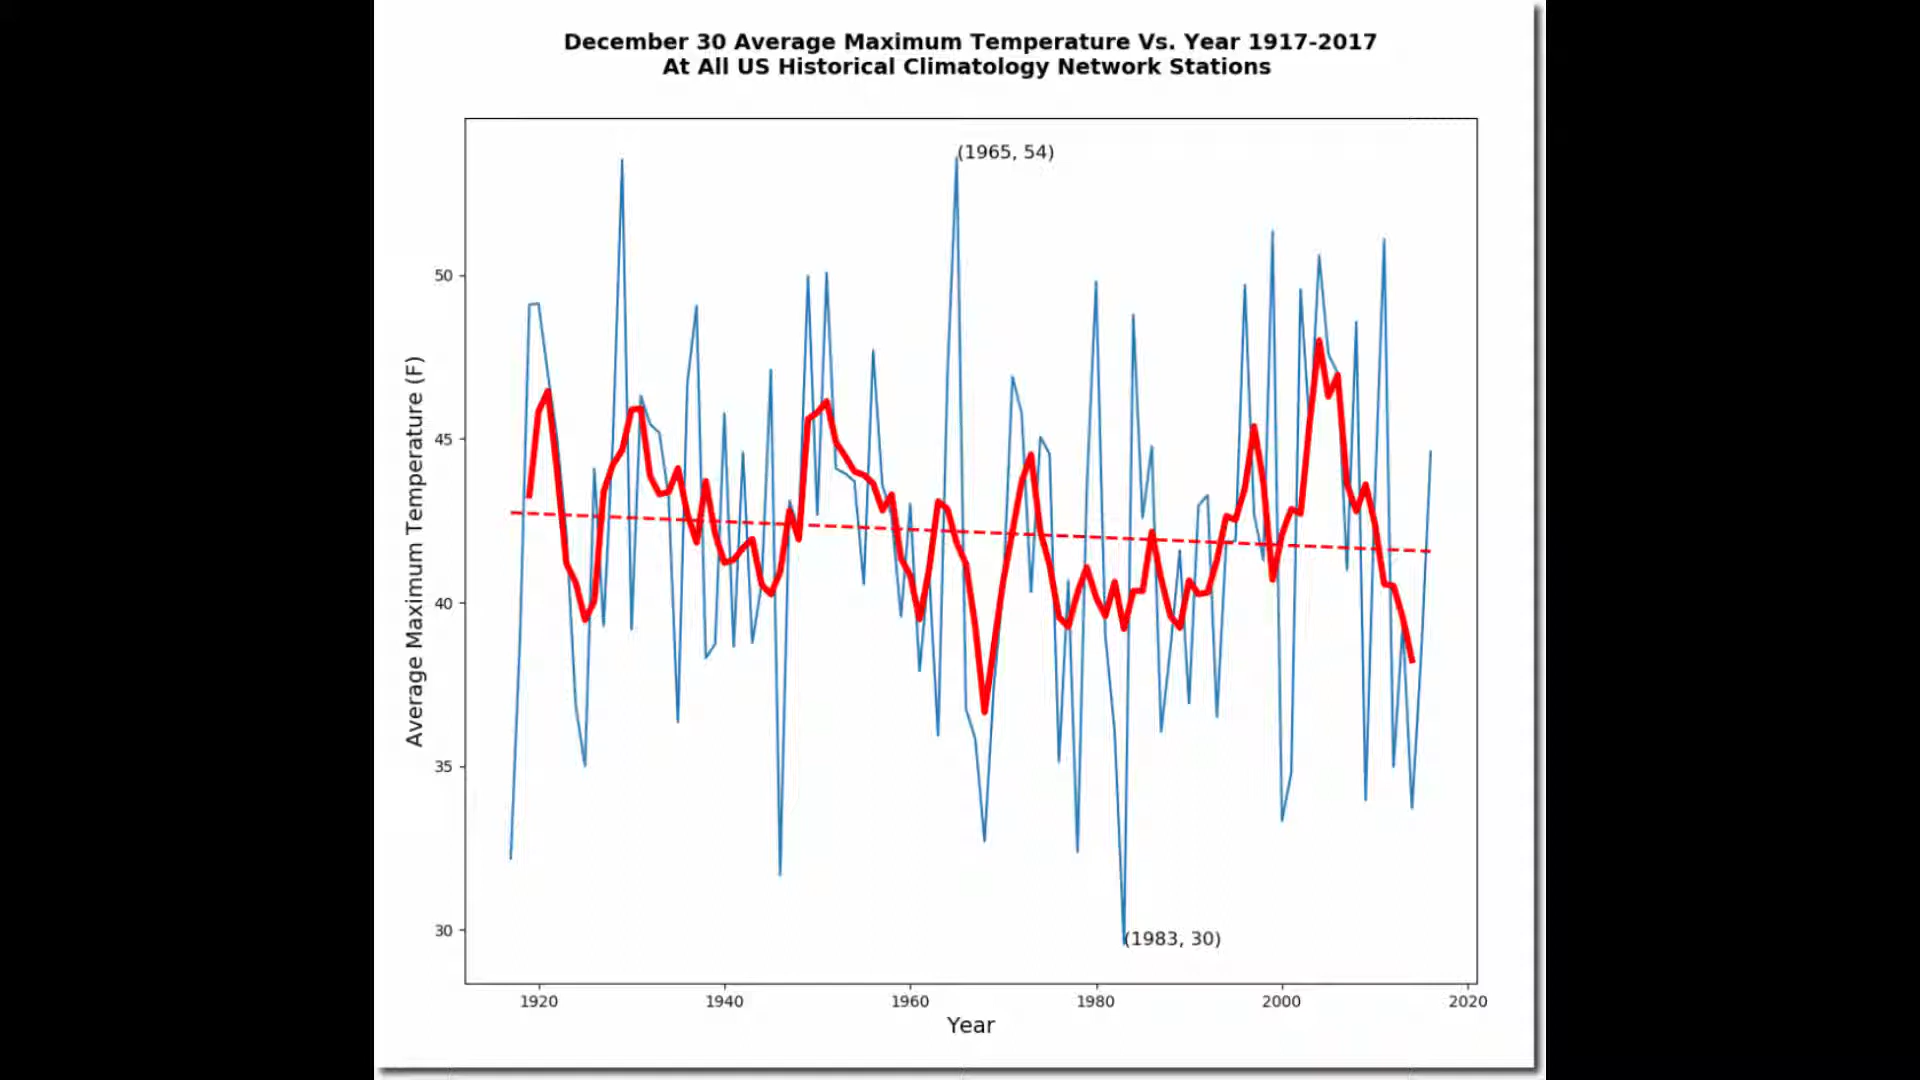 December 30 Average Maximum Temperature Vs. Year 1917-2017
At All US Historical Climatology Network Stations
(1965, 54)
50
45
40
35
30
Average Maximum Temperature (F)
(1983, 30)
1920 1940 1960 1980 2000 2020
Year